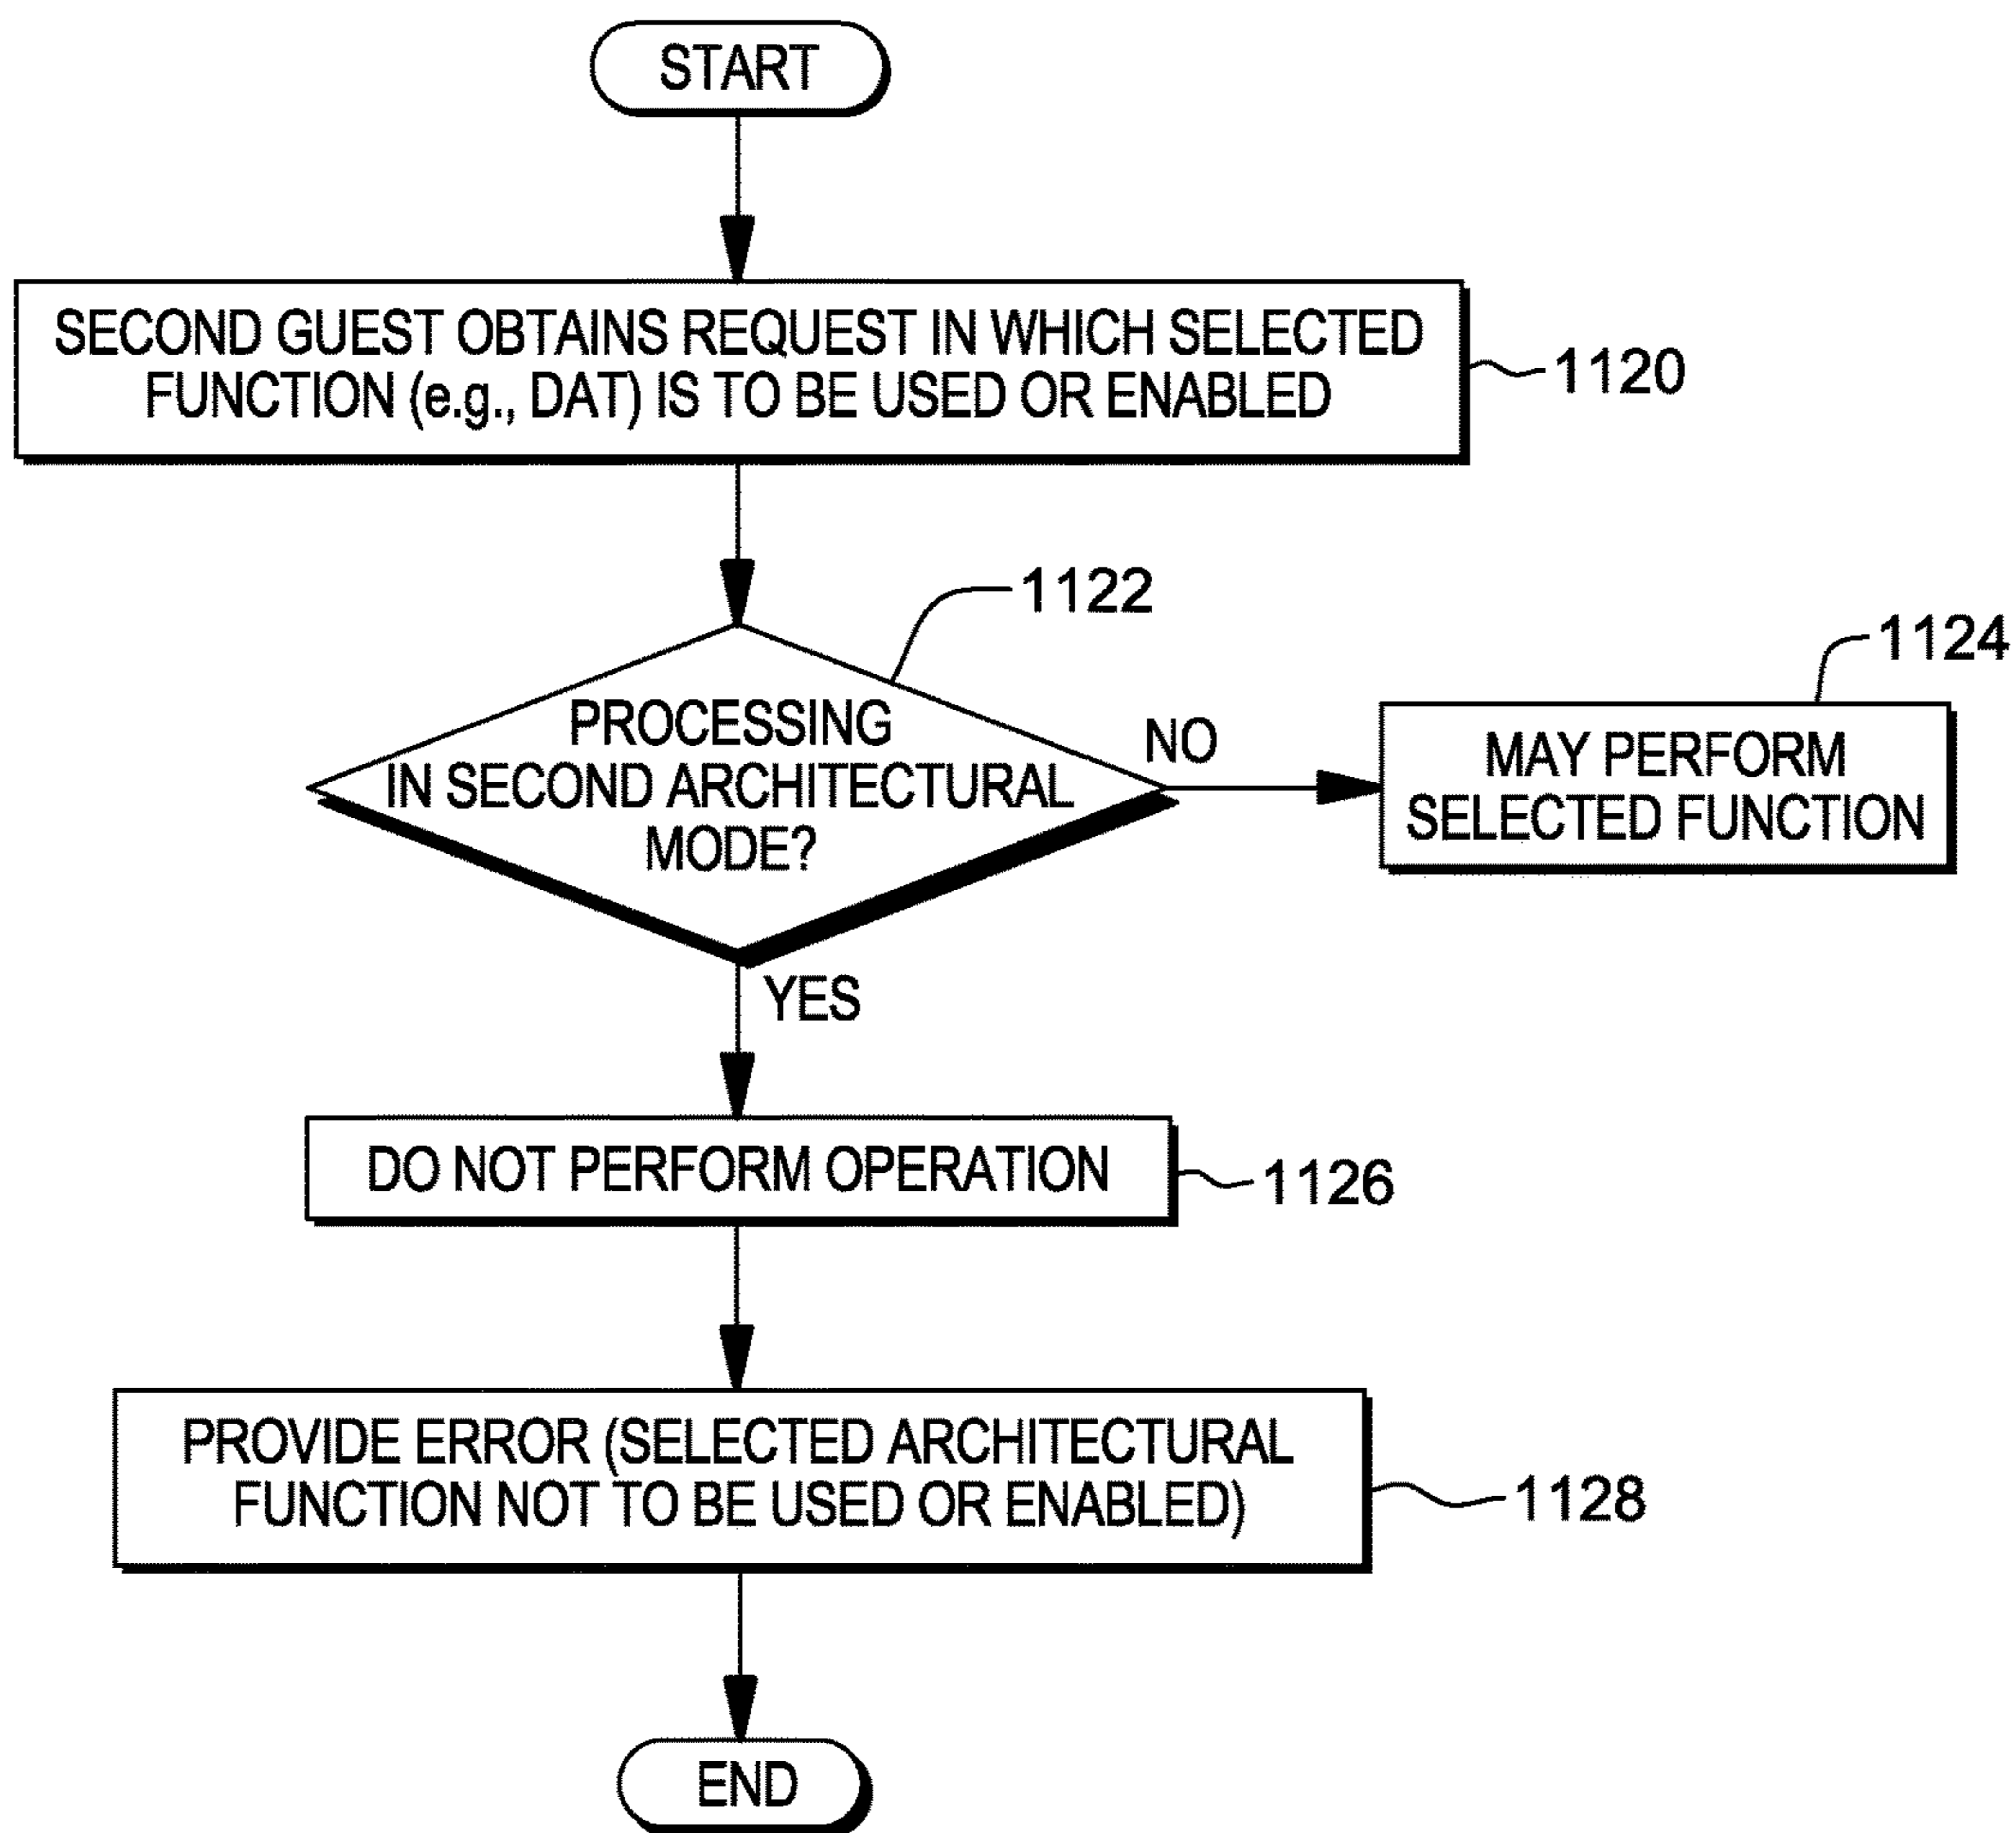 START
SECOND GUEST OBTAINS REQUEST IN WHICH SELECTED
FUNCTION (e.g., DAT) IS TO BE USED OR ENABLED
1120
1122
PROCESSING
IN SECOND ARCHITECTURAL
MODE?
NO
1124
MAY PERFORM
SELECTED FUNCTION
YES
DO NOT PERFORM OPERATION
1126
PROVIDE ERROR (SELECTED ARCHITECTURAL
FUNCTION NOT TO BE USED OR ENABLED)
1128
END